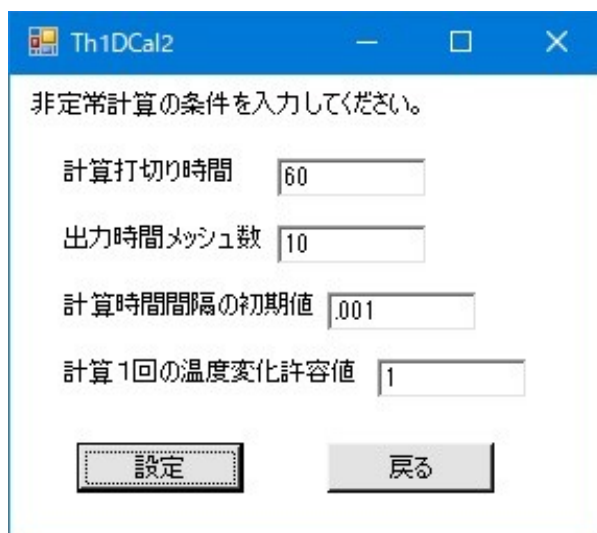 Th1DCal2
非定常計算の条件を入力してください。
計算打切り時間 60
出力時間メッシュ数 10
計算時間間隔の初期値 .001
計算1回の温度変化許容値 1
設定 戻る